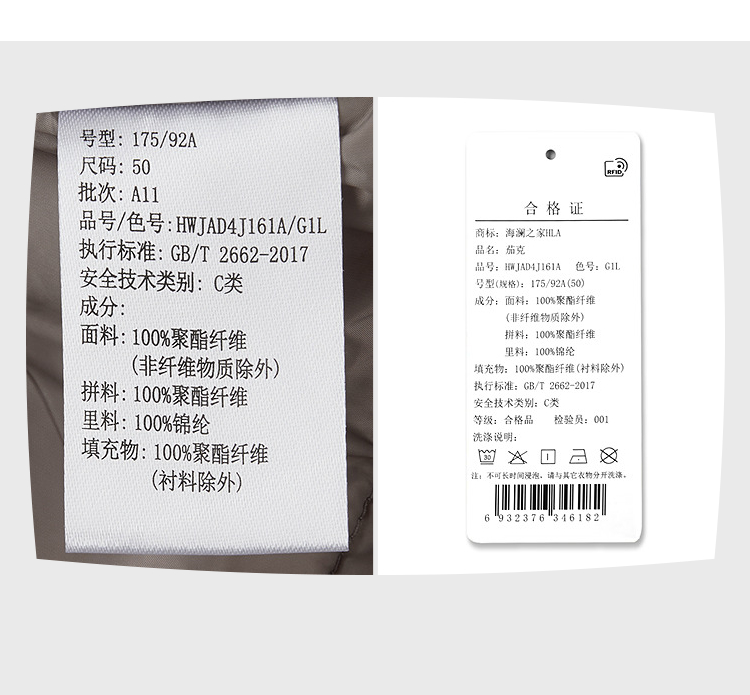 号型: 175/92A
尺码: 50
批次: A11
品号/色号: HWJAD4J161A/G1L
执行标准: GB/T 2662-2017
安全技术类别: C类
成分:
面料: 100%聚酯纤维
(非纤维物质除外)
拼料: 100%聚酯纤维
里料: 100%锦纶
填充物: 100%聚酯纤维
(衬料除外)
RFID
合格证
商标: 海澜之家HLA
品名: 茄克
品号: HWJAD4J161A 色号: G1L
号型(规格): 175/92A(50)
成分: 面料: 100%聚酯纤维
(非纤维物质除外)
拼料: 100%聚酯纤维
里料: 100%锦纶
填充物: 100%聚酯纤维(衬料除外)
执行标准: GB/T 2662-2017
安全技术类别: C类
等级: 合格品 检验员: 001
洗涤说明:
30
注: 不可长时间浸泡, 请与其它衣物分开洗涤.
6 932376 346182